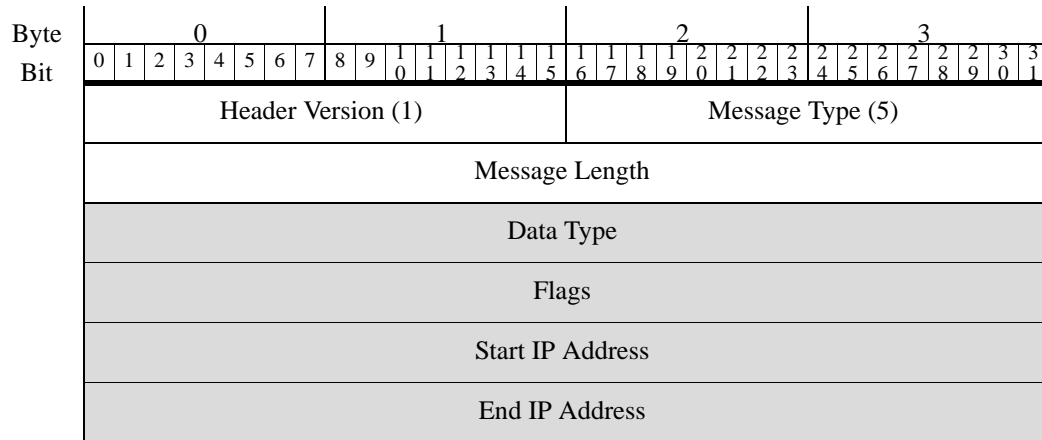 Byte 0 1 2 3
Bit 0 1 2 3 4 5 6 7 8 9 10 11 12 13 14 15 16 17 18 19 20 21 22 23 24 25 26 27 28 29 30 31
Header Version (1) Message Type (5)
Message Length
Data Type
Flags
Start IP Address
End IP Address